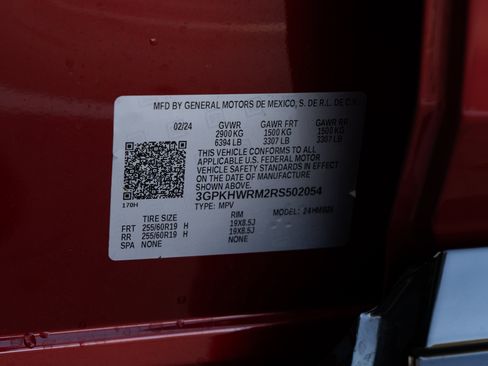 MFD BY GENERAL MOTORS DE MEXICO, S. DE R.L. DE C.V.
02/24 GVWR GAWR FRT GAWR RR
2900 KG 1500 KG 1500 KG
6394 LB 3307 LB 3307 LB
THIS VEHICLE CONFORMS TO ALL
APPLICABLE U.S. FEDERAL MOTOR
VEHICLE SAFETY STANDARDS IN EFFECT
ON THE DATE OF MANUFACTURE
SHOWN ABOVE.
3GPKHWRM2RS502054
170H TYPE: MPV MODEL:
TIRE SIZE RIM
FRT 255/60R19 H 19X8.5J
RR 255/60R19 H 19X8.5J
SPA NONE NONE